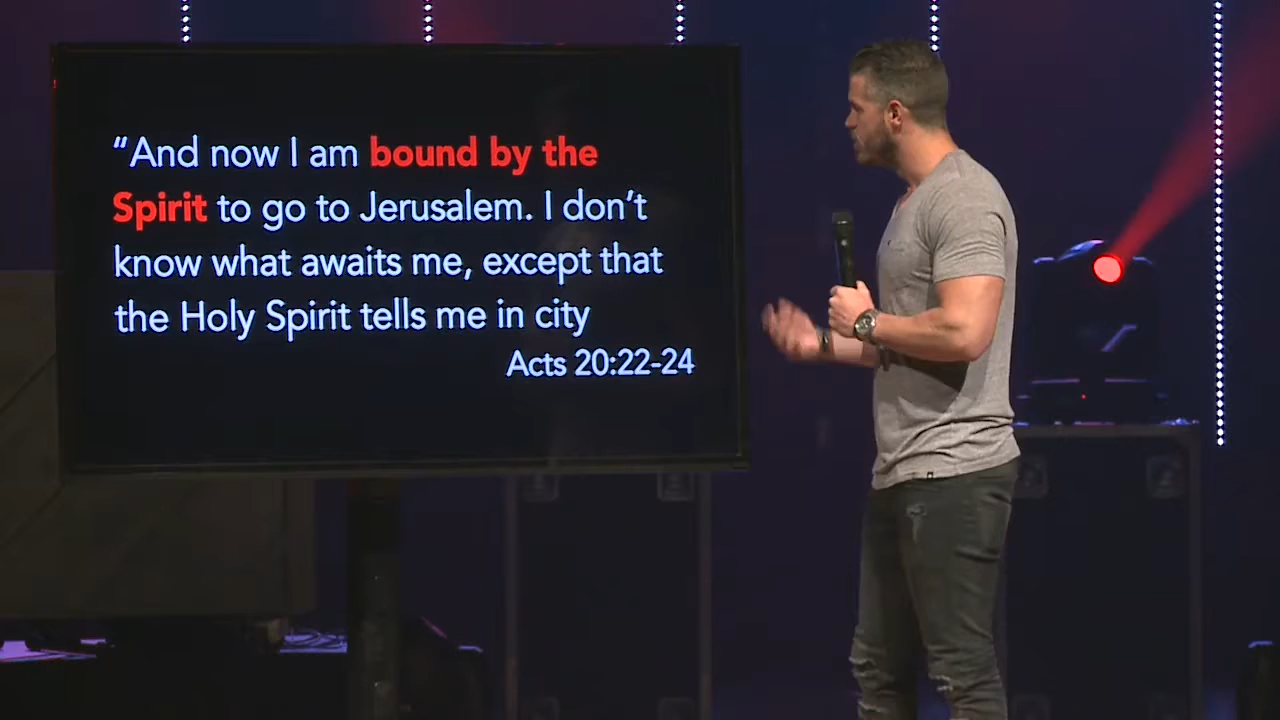 “And now I am bound by the
Spirit to go to Jerusalem. I don’t
know what awaits me, except that
the Holy Spirit tells me in city
Acts 20:22-24